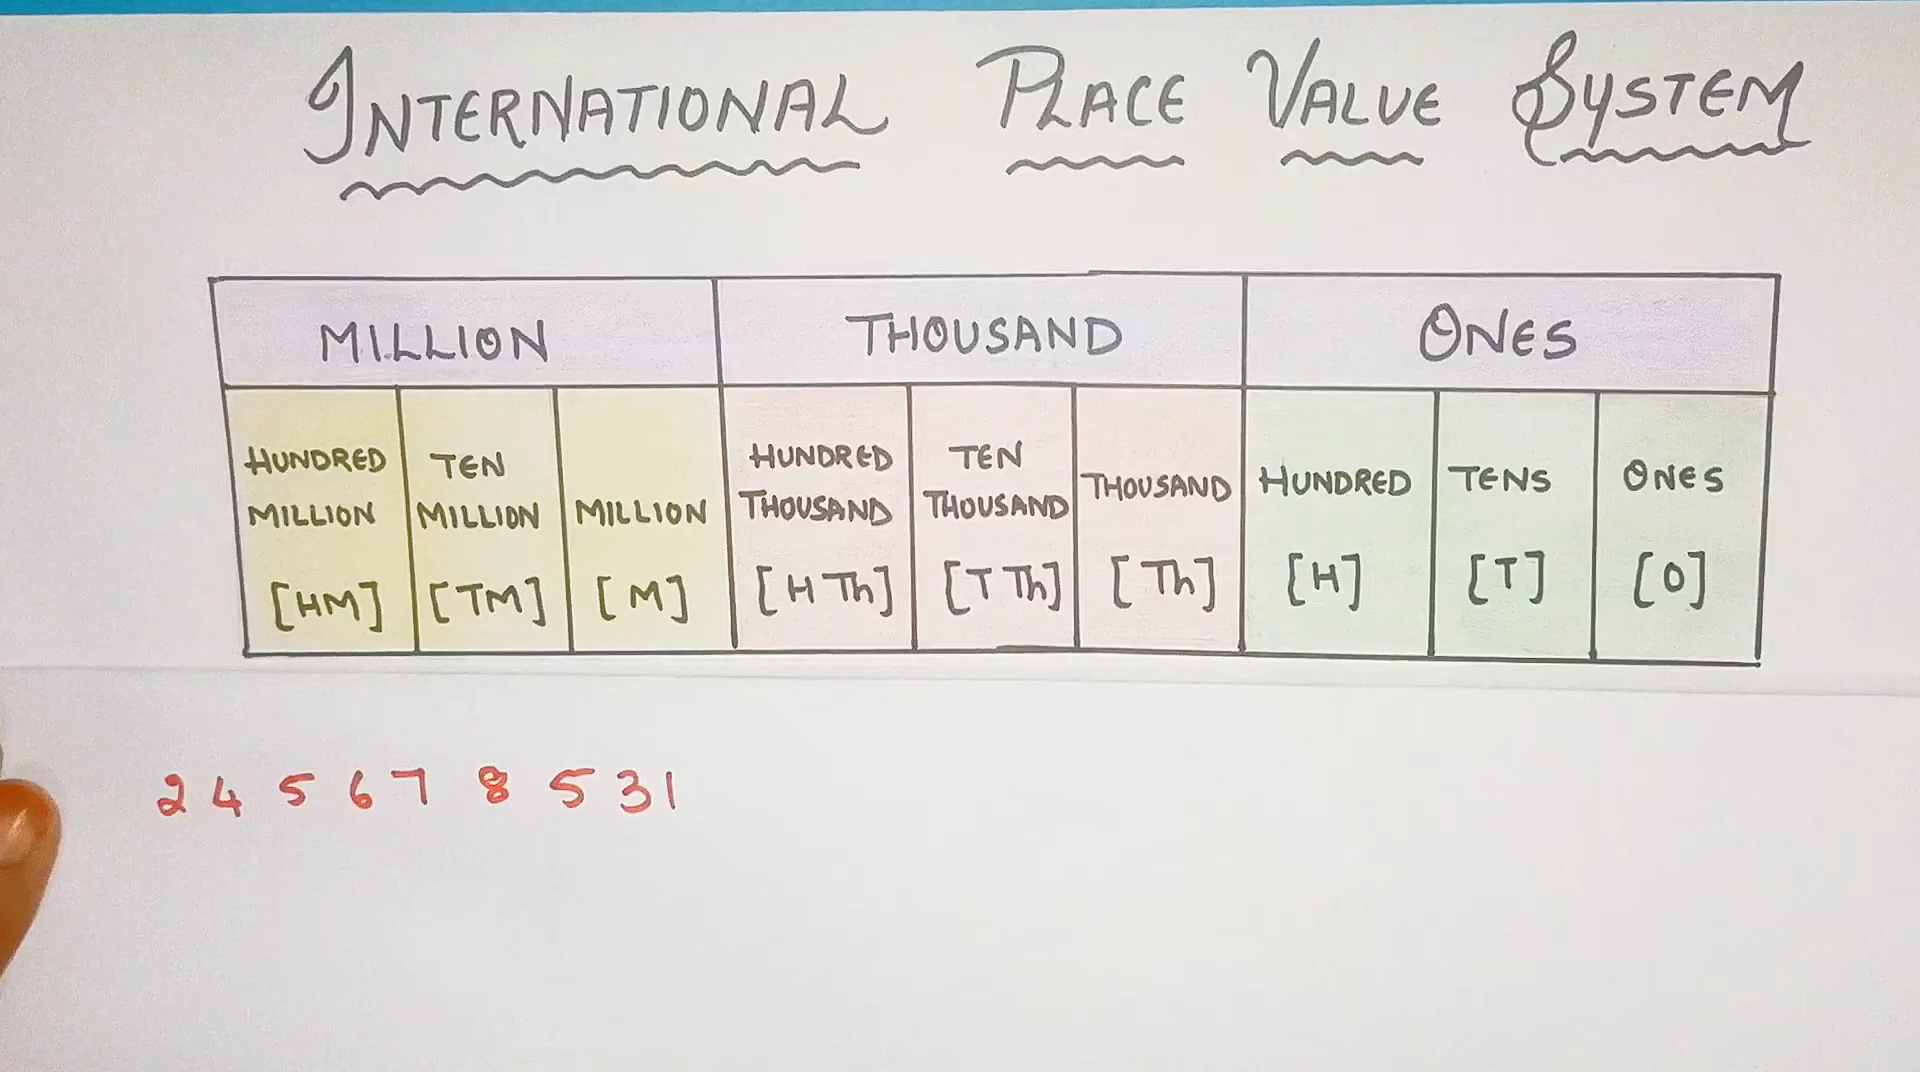 INTERNATIONAL PLACE VALUE SYSTEM
MILLION THOUSAND ONES
HUNDRED MILLION [HM] TEN MILLION [TM] MILLION [M] HUNDRED THOUSAND [H Th] TEN THOUSAND [T Th] THOUSAND [Th] HUNDRED [H] TENS [T] ONES [O]
2 4 5 6 7 8 5 3 1